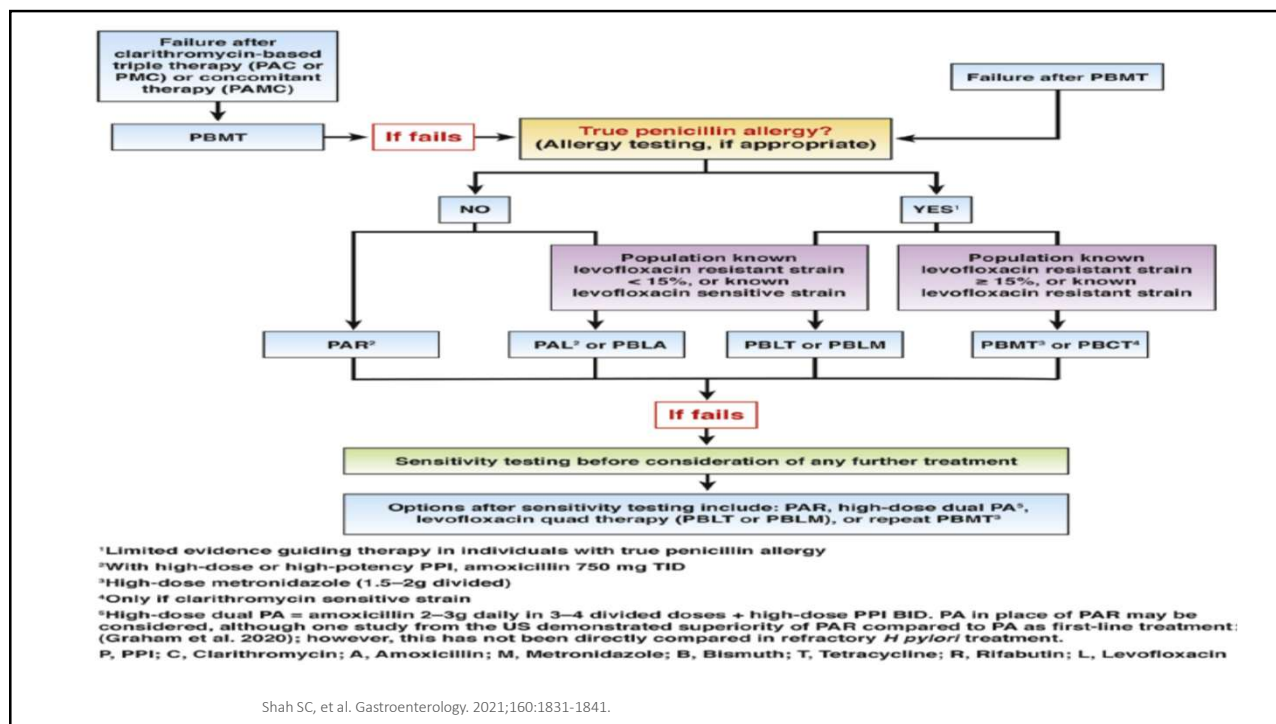 Failure after
clarithromycin-based
triple therapy (PAC or
PMC) or concomitant
therapy (PAMC)
Failure after PBMT
PBMT
If fails
True penicillin allergy?
(Allergy testing, if appropriate)
NO
YES¹
Population known
levofloxacin resistant strain
< 15%, or known
levofloxacin sensitive strain
Population known
levofloxacin resistant strain
≥ 15%, or known
levofloxacin resistant strain
PAR²
PAL² or PBLA
PBLT or PBLM
PBMT³ or PBCT⁴
If fails
Sensitivity testing before consideration of any further treatment
Options after sensitivity testing include: PAR, high-dose dual PA⁵,
levofloxacin quad therapy (PBLT or PBLM), or repeat PBMT³
¹Limited evidence guiding therapy in individuals with true penicillin allergy
²With high-dose or high-potency PPI, amoxicillin 750 mg TID
³High-dose metronidazole (1.5–2g divided)
⁴Only if clarithromycin sensitive strain
⁵High-dose dual PA = amoxicillin 2–3g daily in 3–4 divided doses + high-dose PPI BID. PA in place of PAR may be
considered, although one study from the US demonstrated superiority of PAR compared to PA as first-line treatment:
(Graham et al. 2020); however, this has not been directly compared in refractory H pylori treatment.
P, PPI; C, Clarithromycin; A, Amoxicillin; M, Metronidazole; B, Bismuth; T, Tetracycline; R, Rifabutin; L, Levofloxacin
Shah SC, et al. Gastroenterology. 2021;160:1831-1841.